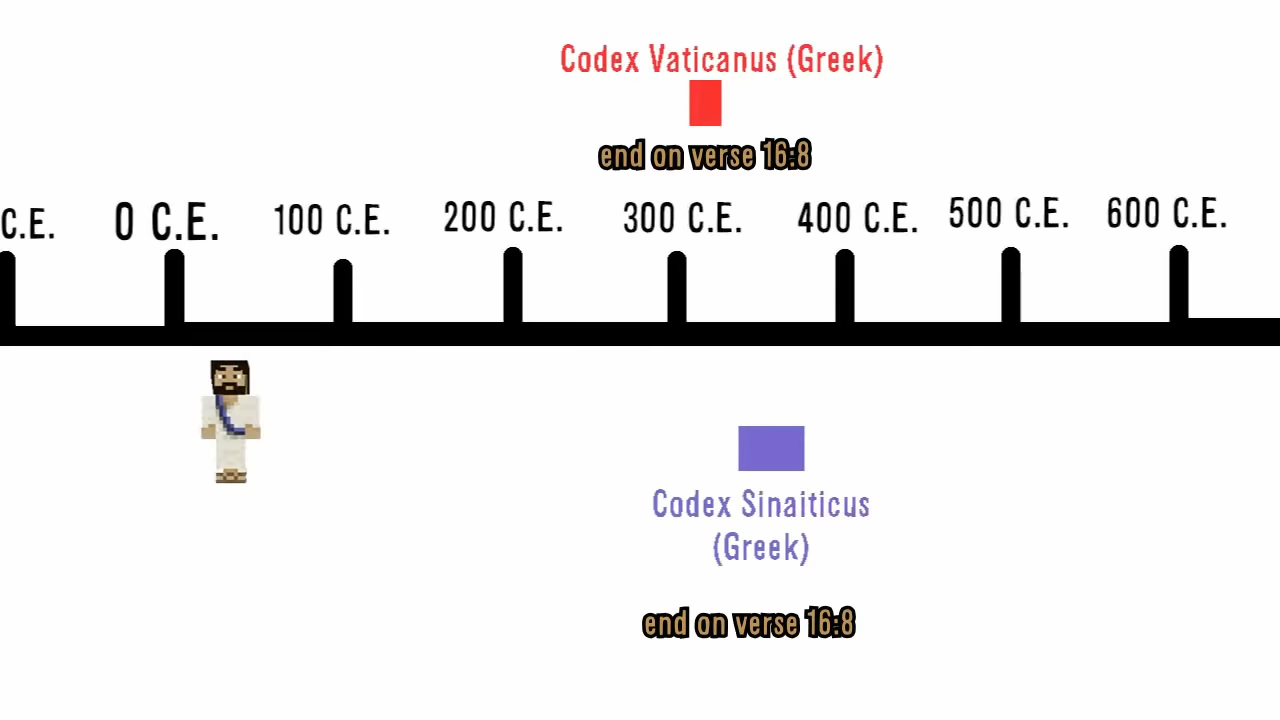 Codex Vaticanus (Greek)
end on verse 16:8
C.E. 0 C.E. 100 C.E. 200 C.E. 300 C.E. 400 C.E. 500 C.E. 600 C.E.
Codex Sinaiticus
(Greek)
end on verse 16:8